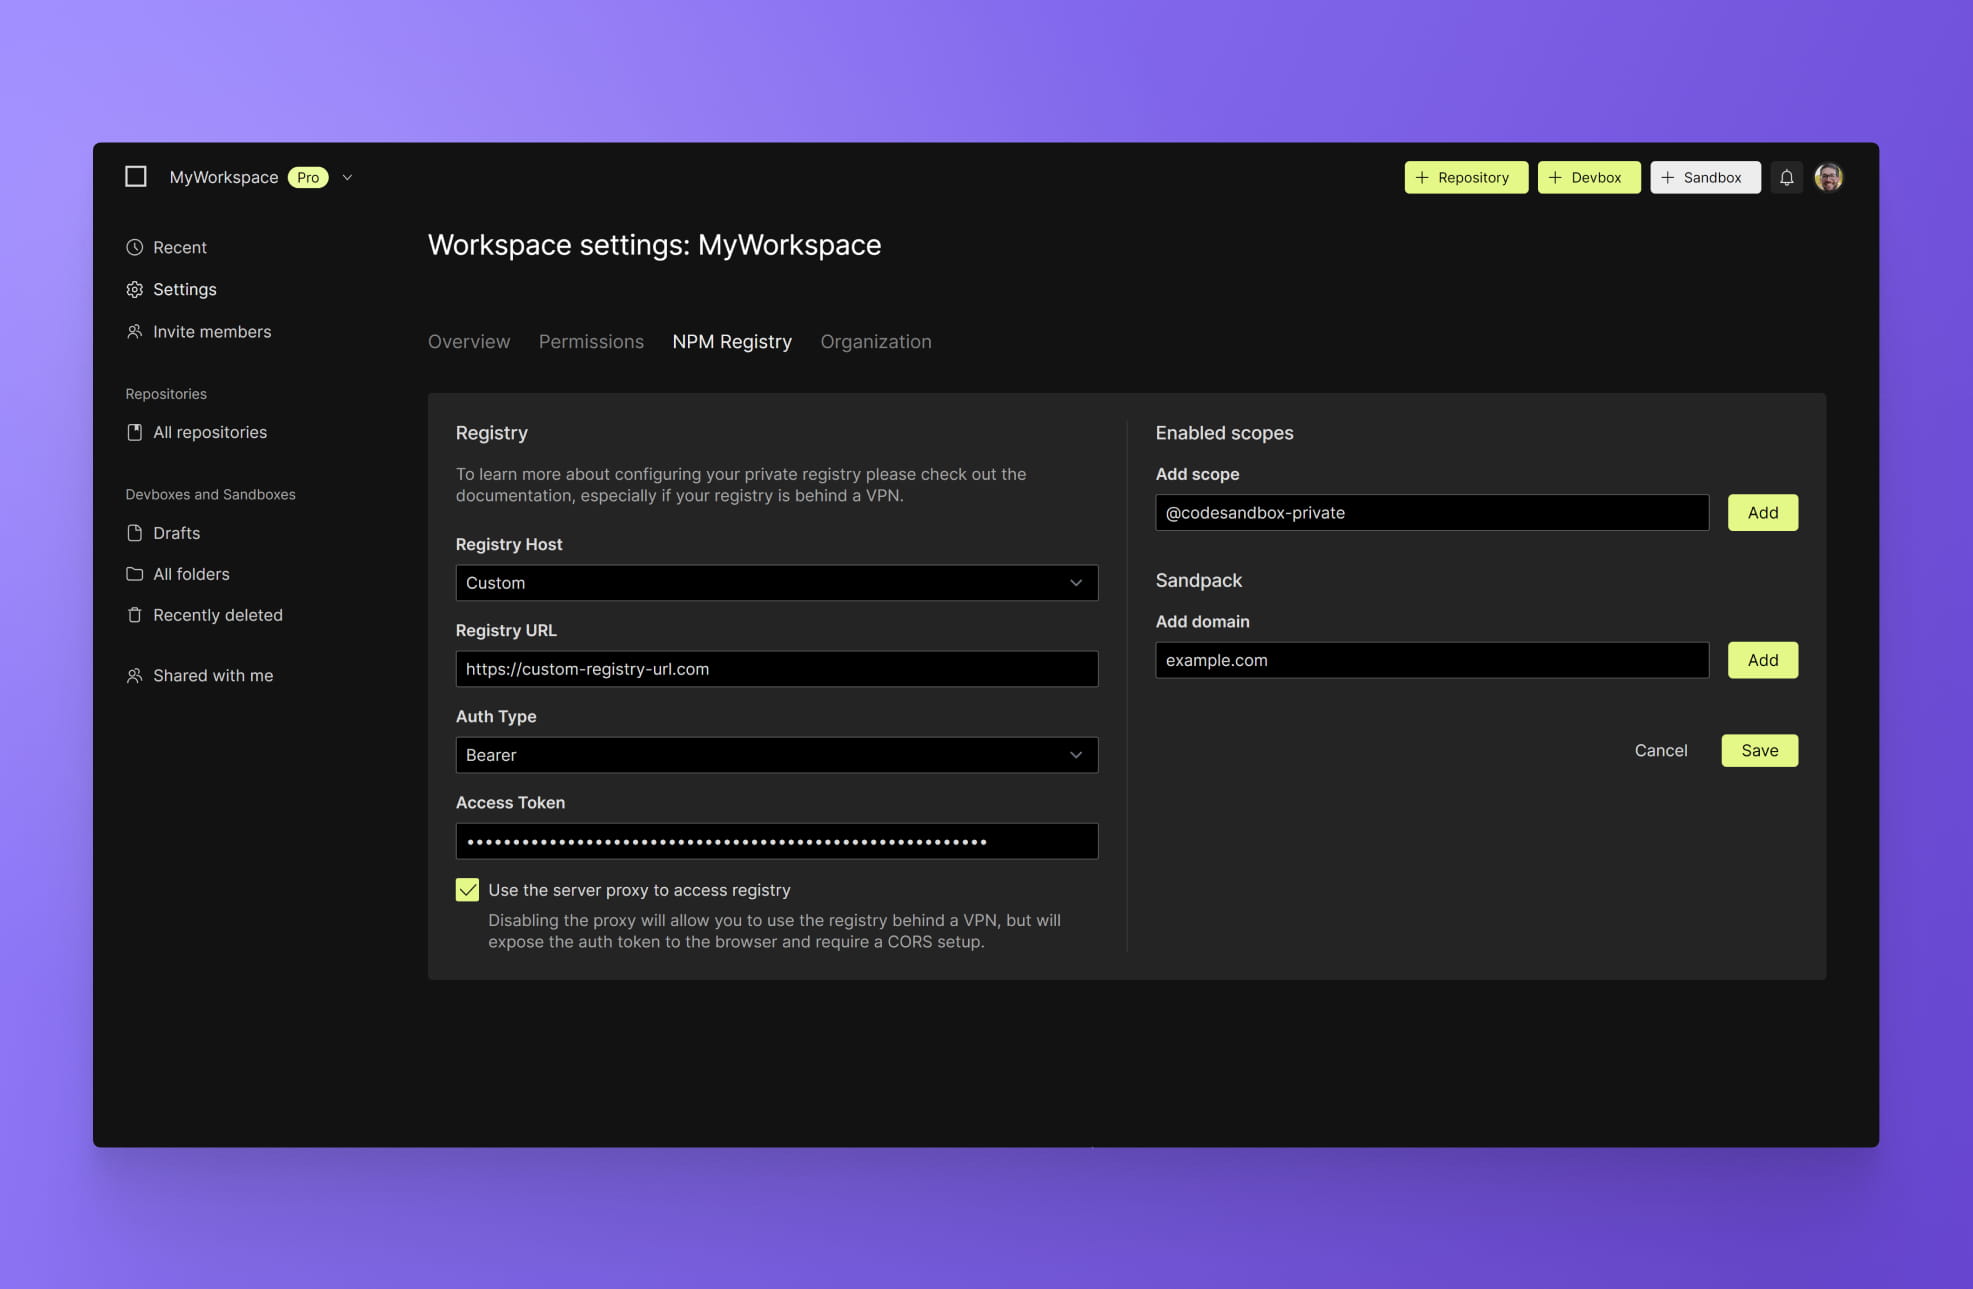 MyWorkspace Pro
Repository
Devbox
Sandbox
Recent
Settings
Invite members
Repositories
All repositories
Devboxes and Sandboxes
Drafts
All folders
Recently deleted
Shared with me
Workspace settings: MyWorkspace
Overview Permissions NPM Registry Organization
Registry
To learn more about configuring your private registry please check out the
documentation, especially if your registry is behind a VPN.
Registry Host
Custom
Registry URL
https://custom-registry-url.com
Auth Type
Bearer
Access Token
Use the server proxy to access registry
Disabling the proxy will allow you to use the registry behind a VPN, but will
expose the auth token to the browser and require a CORS setup.
Enabled scopes
Add scope
@codesandbox-private
Add
Sandpack
Add domain
example.com
Add
Cancel
Save